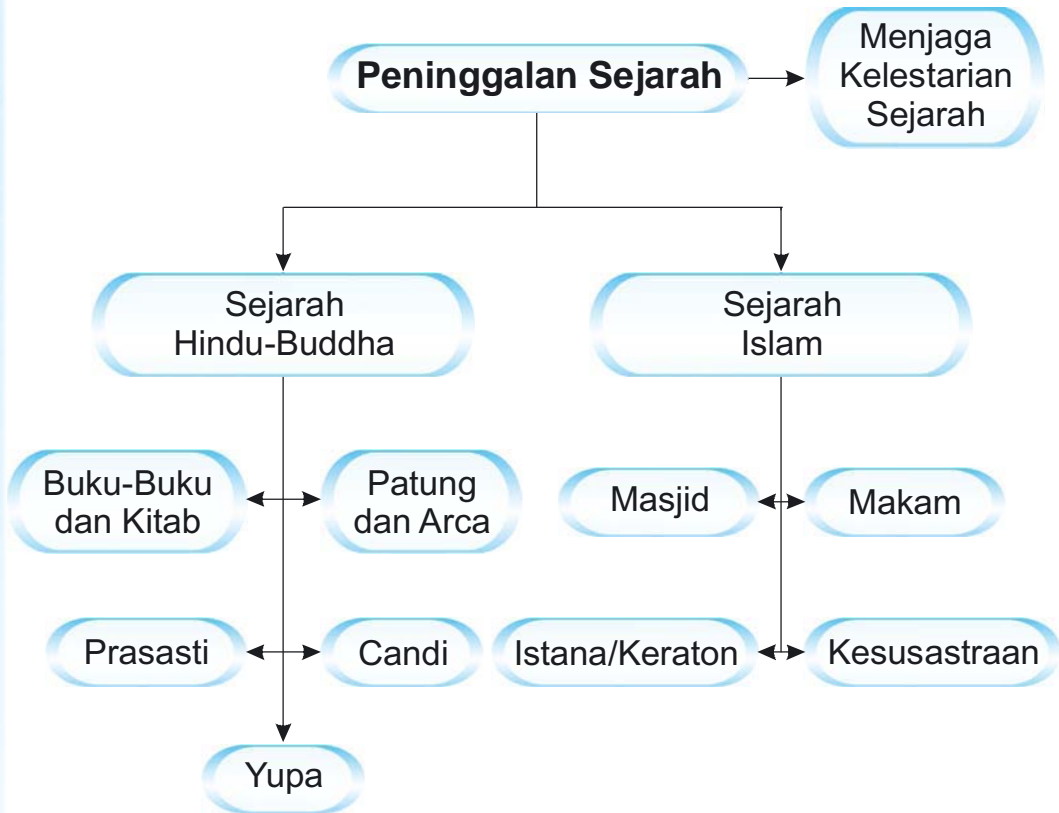 Peninggalan Sejarah
Menjaga
Kelestarian
Sejarah
Sejarah
Hindu-Buddha
Sejarah
Islam
Buku-Buku
dan Kitab
Patung
dan Arca
Masjid
Makam
Prasasti
Candi
Istana/Keraton
Kesusastraan
Yupa